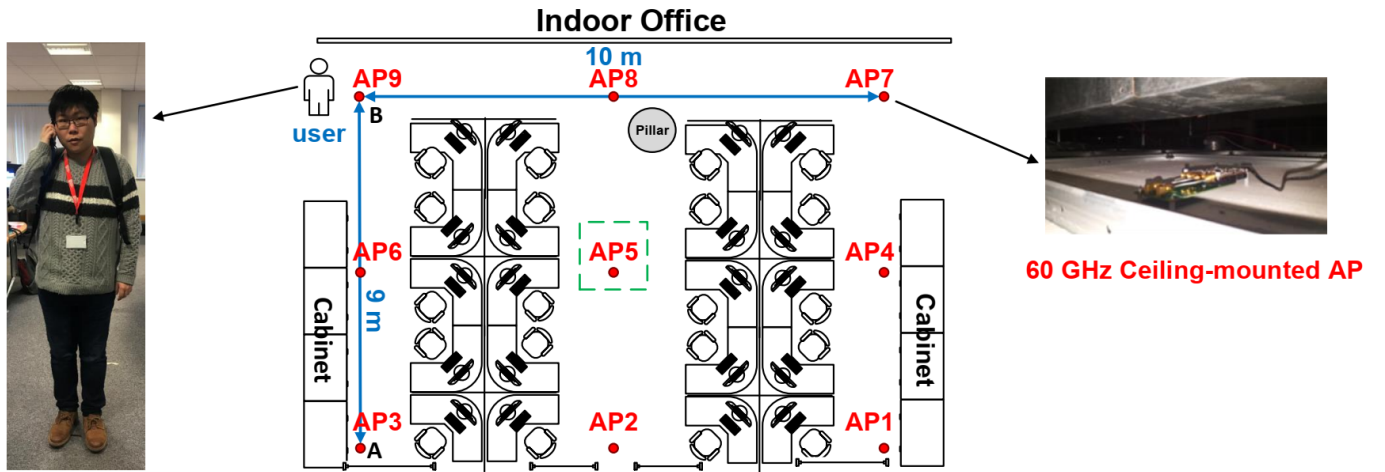 Indoor Office
10 m
AP9
AP8
AP7
B
user
Pillar
AP6
AP5
AP4
60 GHz Ceiling-mounted AP
Cabinet
9 m
Cabinet
AP3
AP2
AP1
A